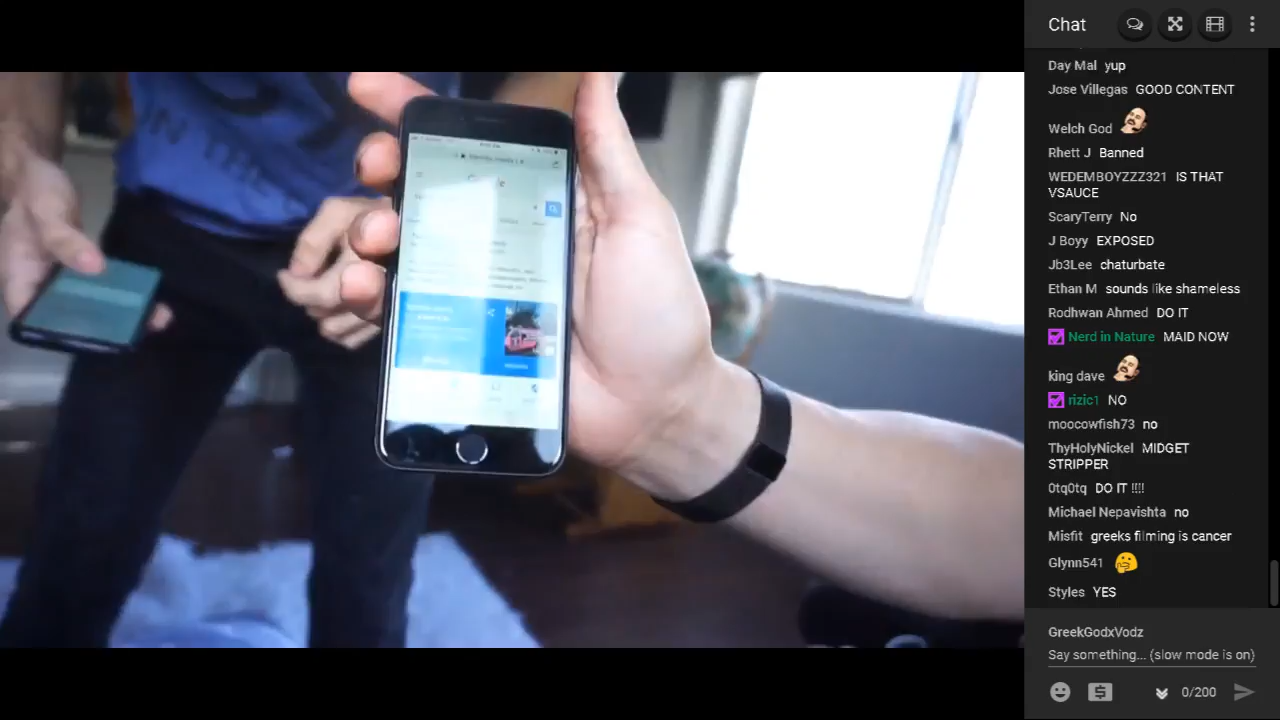 IN THE
Chat
Day Mal yup
Jose Villegas GOOD CONTENT
Welch God
Rhett J Banned
WEDEMBOYZZZ321 IS THAT
VSAUCE
ScaryTerry No
J Boyy EXPOSED
Jb3Lee chaturbate
Ethan M sounds like shameless
Rodhwan Ahmed DO IT
Nerd in Nature MAID NOW
king dave
rizic1 NO
moocowfish73 no
ThyHolyNickel MIDGET
STRIPPER
0tq0tq DO IT !!!!
Michael Nepavishta no
Misfit greeks filming is cancer
Glynn541
Styles YES
GreekGodxVodz
Say something... (slow mode is on)
0/200